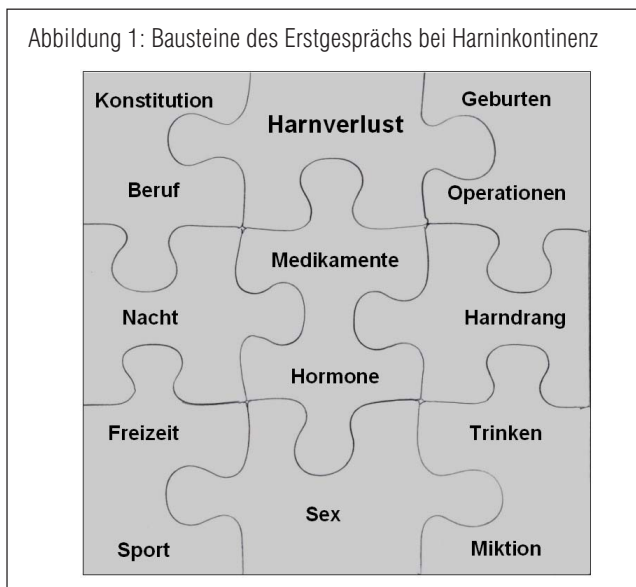 Abbildung 1: Bausteine des Erstgesprächs bei Harninkontinenz
Konstitution
Beruf
Harnverlust
Geburten
Operationen
Nacht
Medikamente
Hormone
Harndrang
Freizeit
Sport
Sex
Trinken
Miktion